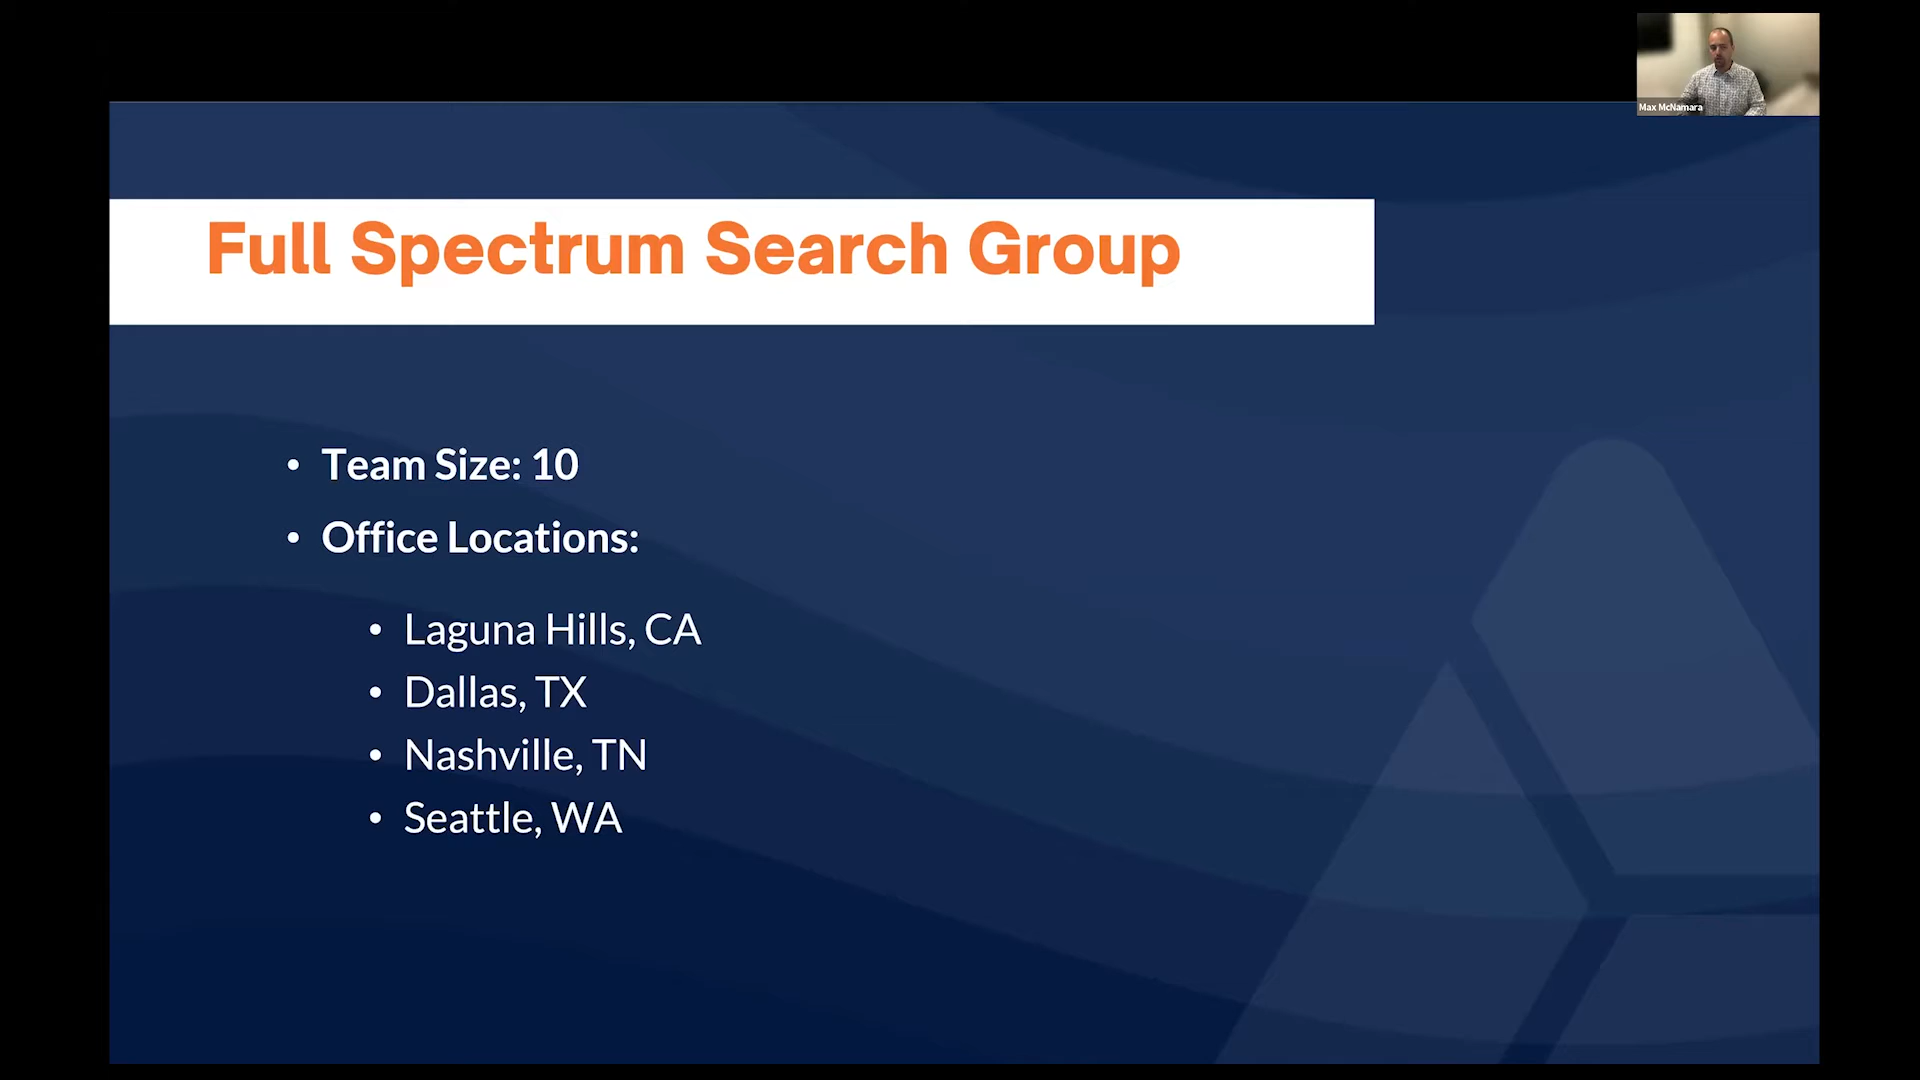 Max McNamara
Full Spectrum Search Group
• Team Size: 10
• Office Locations:
• Laguna Hills, CA
• Dallas, TX
• Nashville, TN
• Seattle, WA